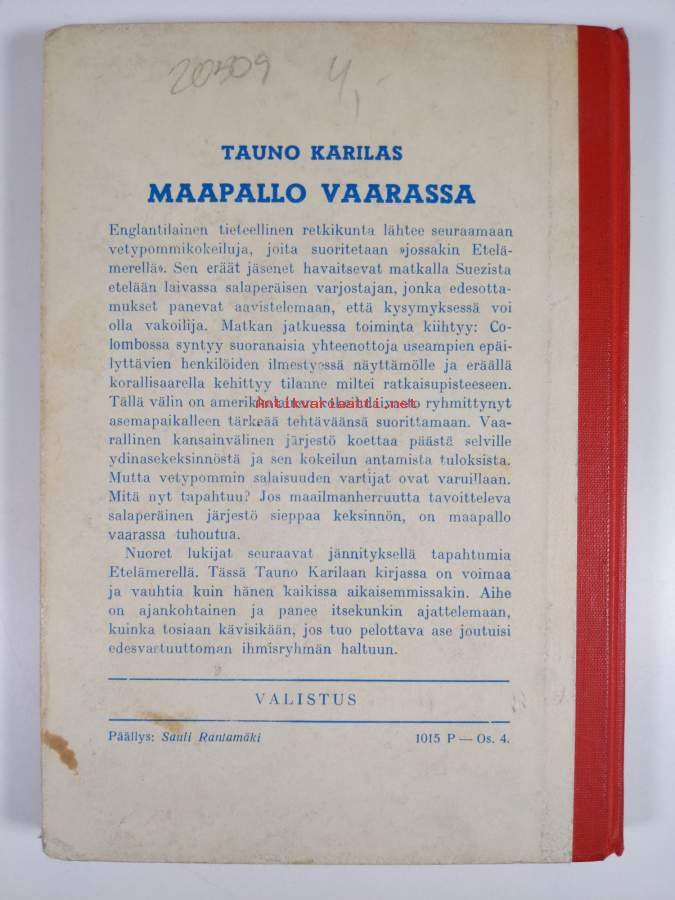 20309 4,-
TAUNO KARILAS
MAAPALLO VAARASSA
Englantilainen tieteellinen retkikunta lähtee seuraamaan
vetypommikokeiluja, joita suoritetaan »jossakin Etelä-
merellä». Sen eräät jäsenet havaitsevat matkalla Suezista
etelään laivassa salaperäisen varjostajan, jonka edesotta-
mukset panevat aavistelemaan, että kysymyksessä voi
olla vakoilija. Matkan jatkuessa toiminta kiihtyy: Co-
lombossa syntyy suoranaisia yhteenottoja useampien epäi-
lyttävien henkilöiden ilmestyessä näyttämölle ja eräällä
korallisaarella kehittyy tilanne miltei ratkaisupisteeseen.
Tällä välin on
Antikvariaatti.net
ryhmittynyt
asemapaikalleen tärkeää tehtäväänsä suorittamaan. Vaa-
rallinen kansainvälinen järjestö koettaa päästä selville
ydinasekeksinnöstä ja sen kokeilun antamista tuloksista.
Mutta vetypommin salaisuuden vartijat ovat varuillaan.
Mitä nyt tapahtuu? Jos maailmanherruutta tavoitteleva
salaperäinen järjestö sieppaa keksinnön, on maapallo
vaarassa tuhoutua.
Nuoret lukijat seuraavat jännityksellä tapahtumia
Etelämerellä. Tässä Tauno Karilaan kirjassa on voimaa
ja vauhtia kuin hänen kaikissa aikaisemmissakin. Aihe
on ajankohtainen ja panee itsekunkin ajattelemaan,
kuinka tosiaan kävisikään, jos tuo pelottava ase joutuisi
edesvastuuttoman ihmisryhmän haltuun.
VALISTUS
Päällys: Sauli Rantamäki 1015 P — Os. 4.